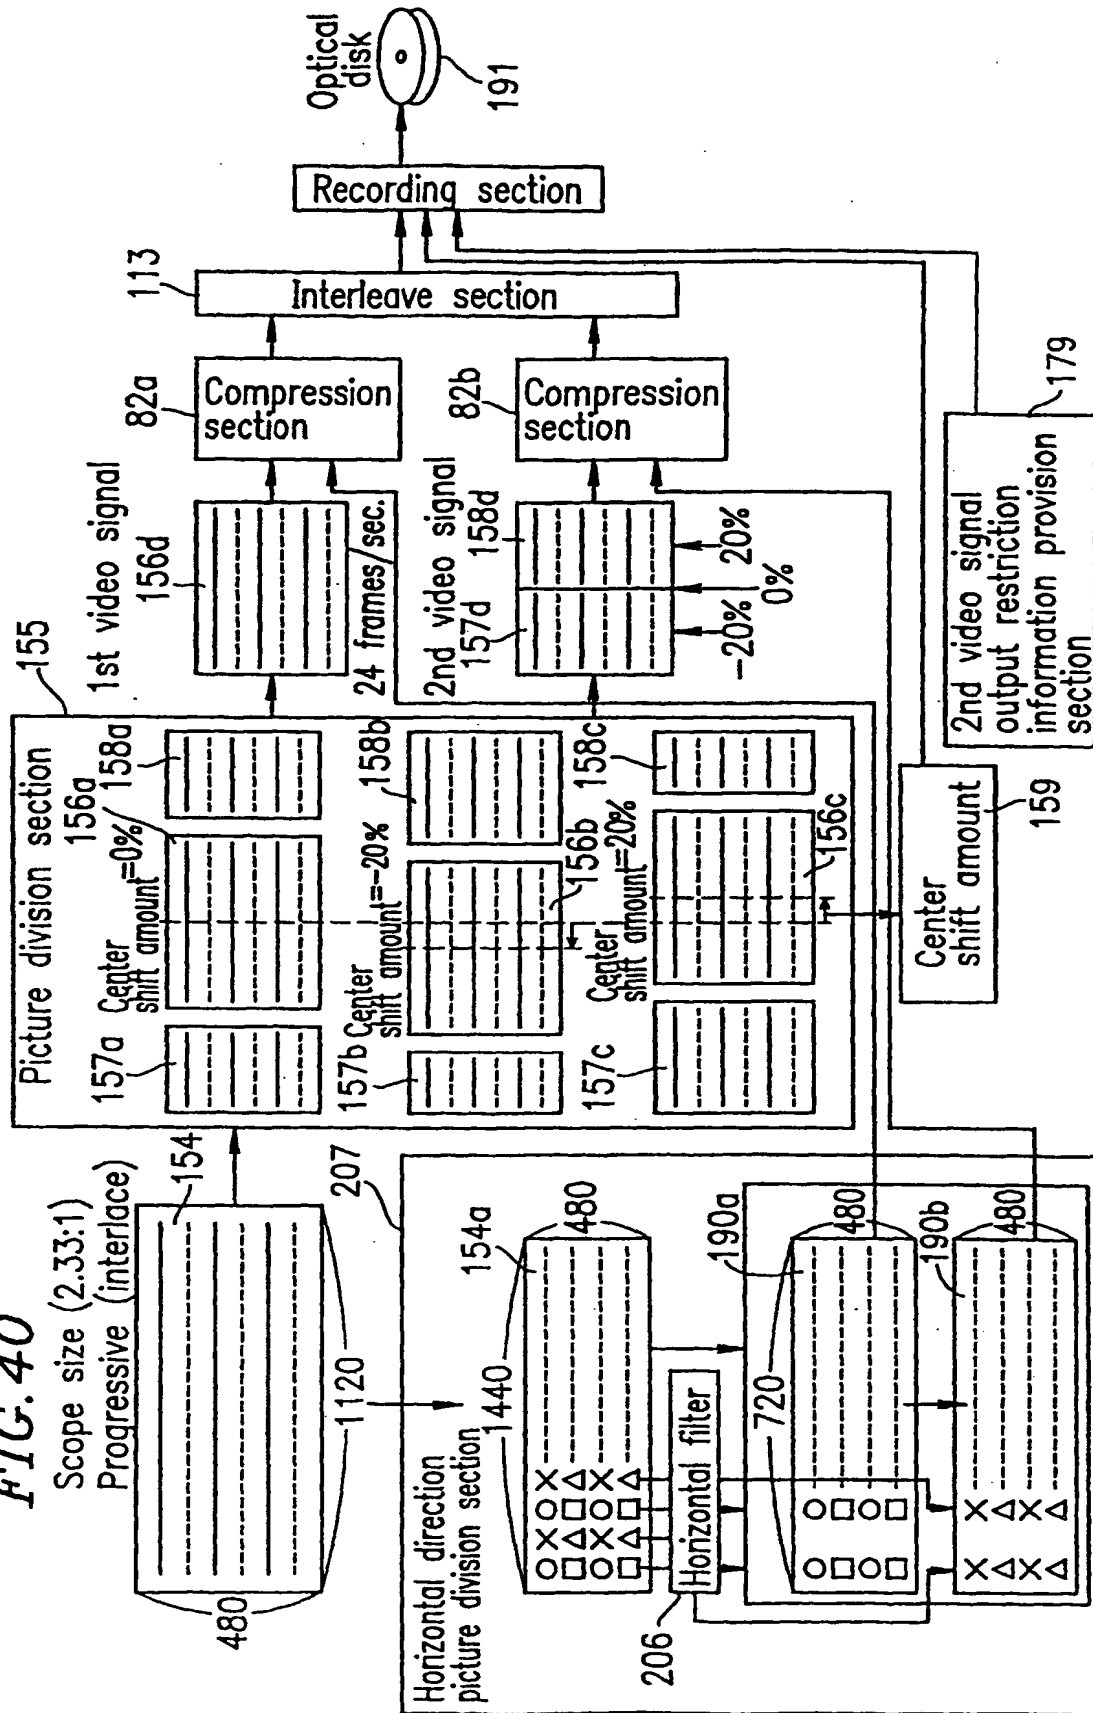 FIG. 40
Scope size (2.33:1)
Progressive (interlace)
154
480
1120
Picture division section
155
157a
Center
shift amount=0%
156a
158a
157b
Center
shift amount=-20%
156b
158b
157c
Center
shift amount=20%
156c
158c
1st video signal
156d
24 frames/sec.
2nd video signal
157d
158d
-20%
0%
20%
82a
Compression
section
82b
Compression
section
113
Interleave section
Recording section
Optical
disk
191
Center
shift amount
159
2nd video signal
output restriction
information provision
section
179
207
Horizontal direction
picture division section
1440
154a
480
206
Horizontal filter
720
190a
480
190b
480